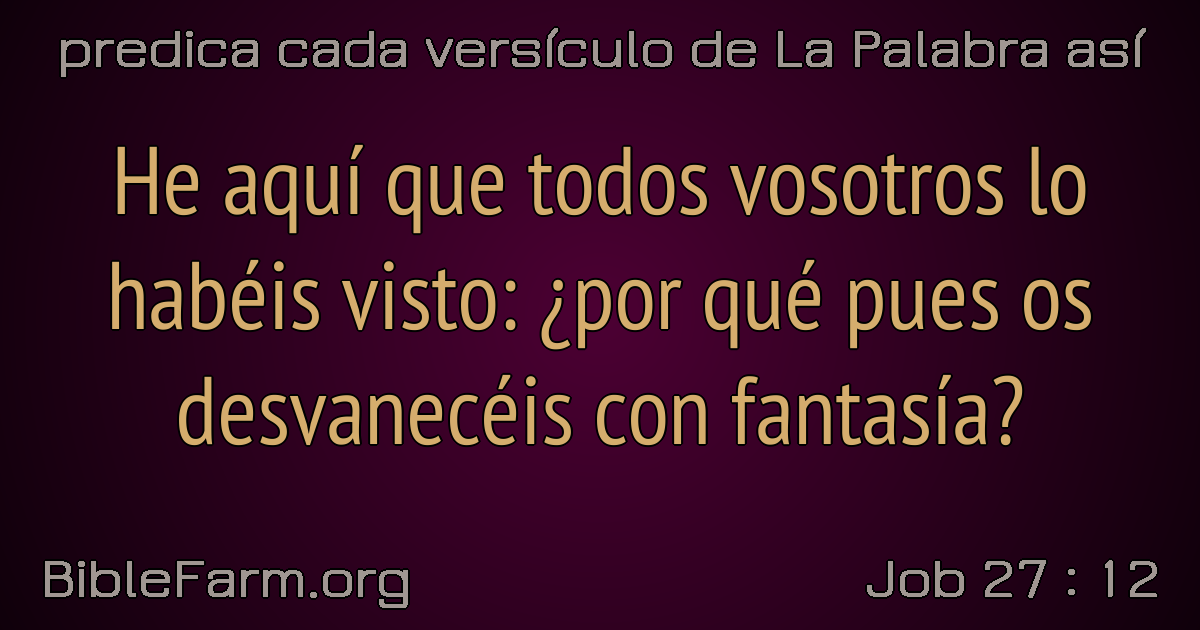 predica cada versículo de La Palabra así
He aquí que todos vosotros lo
habéis visto: ¿por qué pues os
desvanecéis con fantasía?
BibleFarm.org
Job 27 : 12